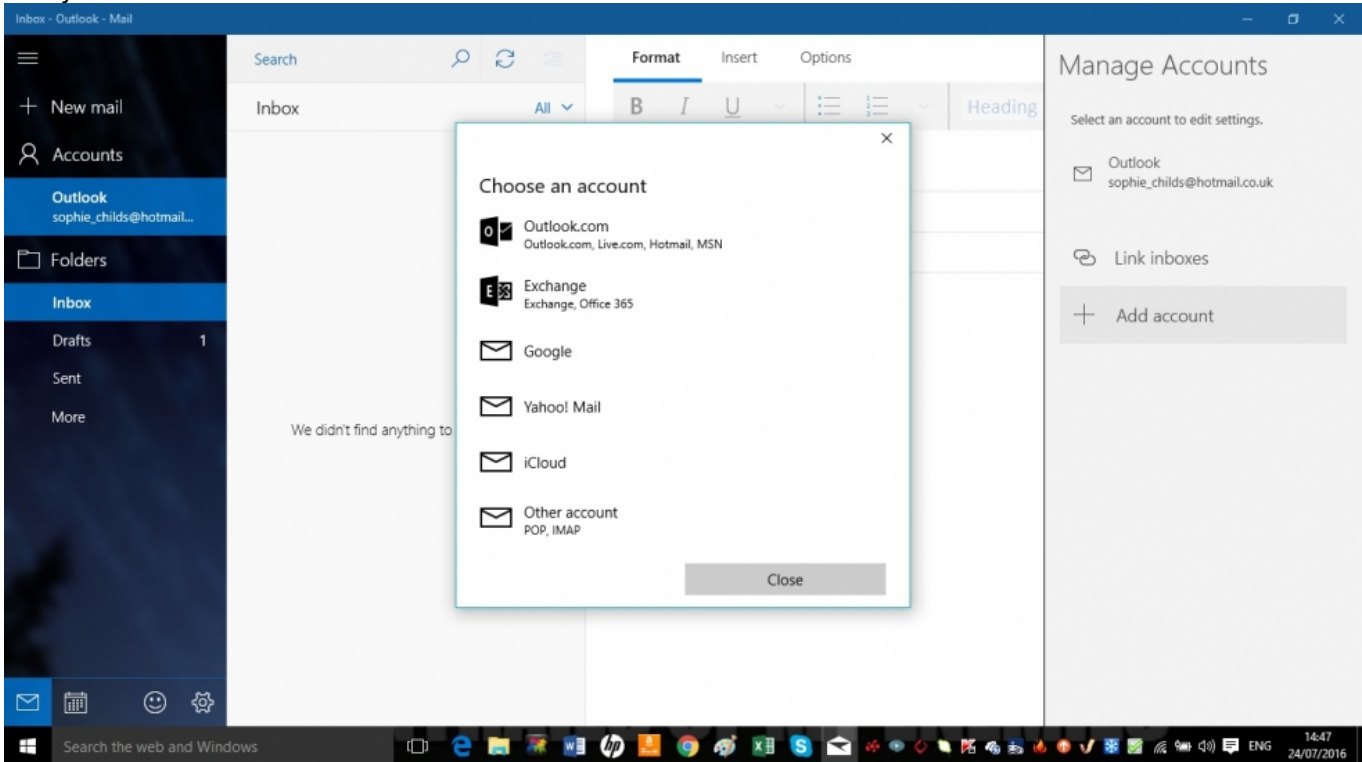 Inbox - Outlook - Mail
New mail
Accounts
Outlook
sophie_childs@hotmail...
Folders
Inbox
Drafts 1
Sent
More
Search the web and Windows
Search
Inbox All
We didn't find anything to
Format Insert Options
B I U Heading
Choose an account
Outlook.com
Outlook.com, Live.com, Hotmail, MSN
Exchange
Exchange, Office 365
Google
Yahoo! Mail
iCloud
Other account
POP, IMAP
Close
Manage Accounts
Select an account to edit settings.
Outlook
sophie_childs@hotmail.co.uk
Link inboxes
Add account
ENG
14:47
24/07/2016